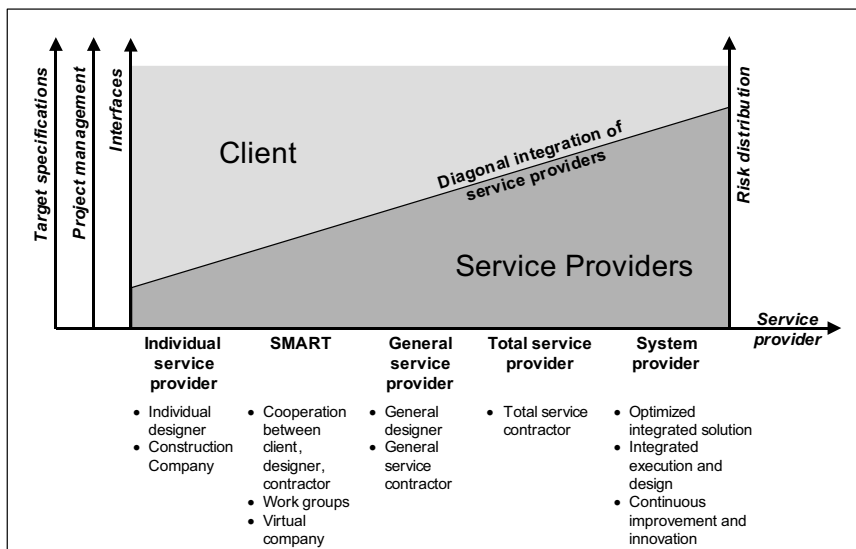 Target specifications
Project management
Interfaces
Client
Diagonal integration of
service providers
Service Providers
Risk distribution
Service
provider
Individual
service
provider
• Individual
designer
• Construction
Company
SMART
• Cooperation
between
client,
designer,
contractor
• Work groups
• Virtual
company
General
service
provider
• General
designer
• General
service
contractor
Total service
provider
• Total service
contractor
System
provider
• Optimized
integrated solution
• Integrated
execution and
design
• Continuous
improvement and
innovation